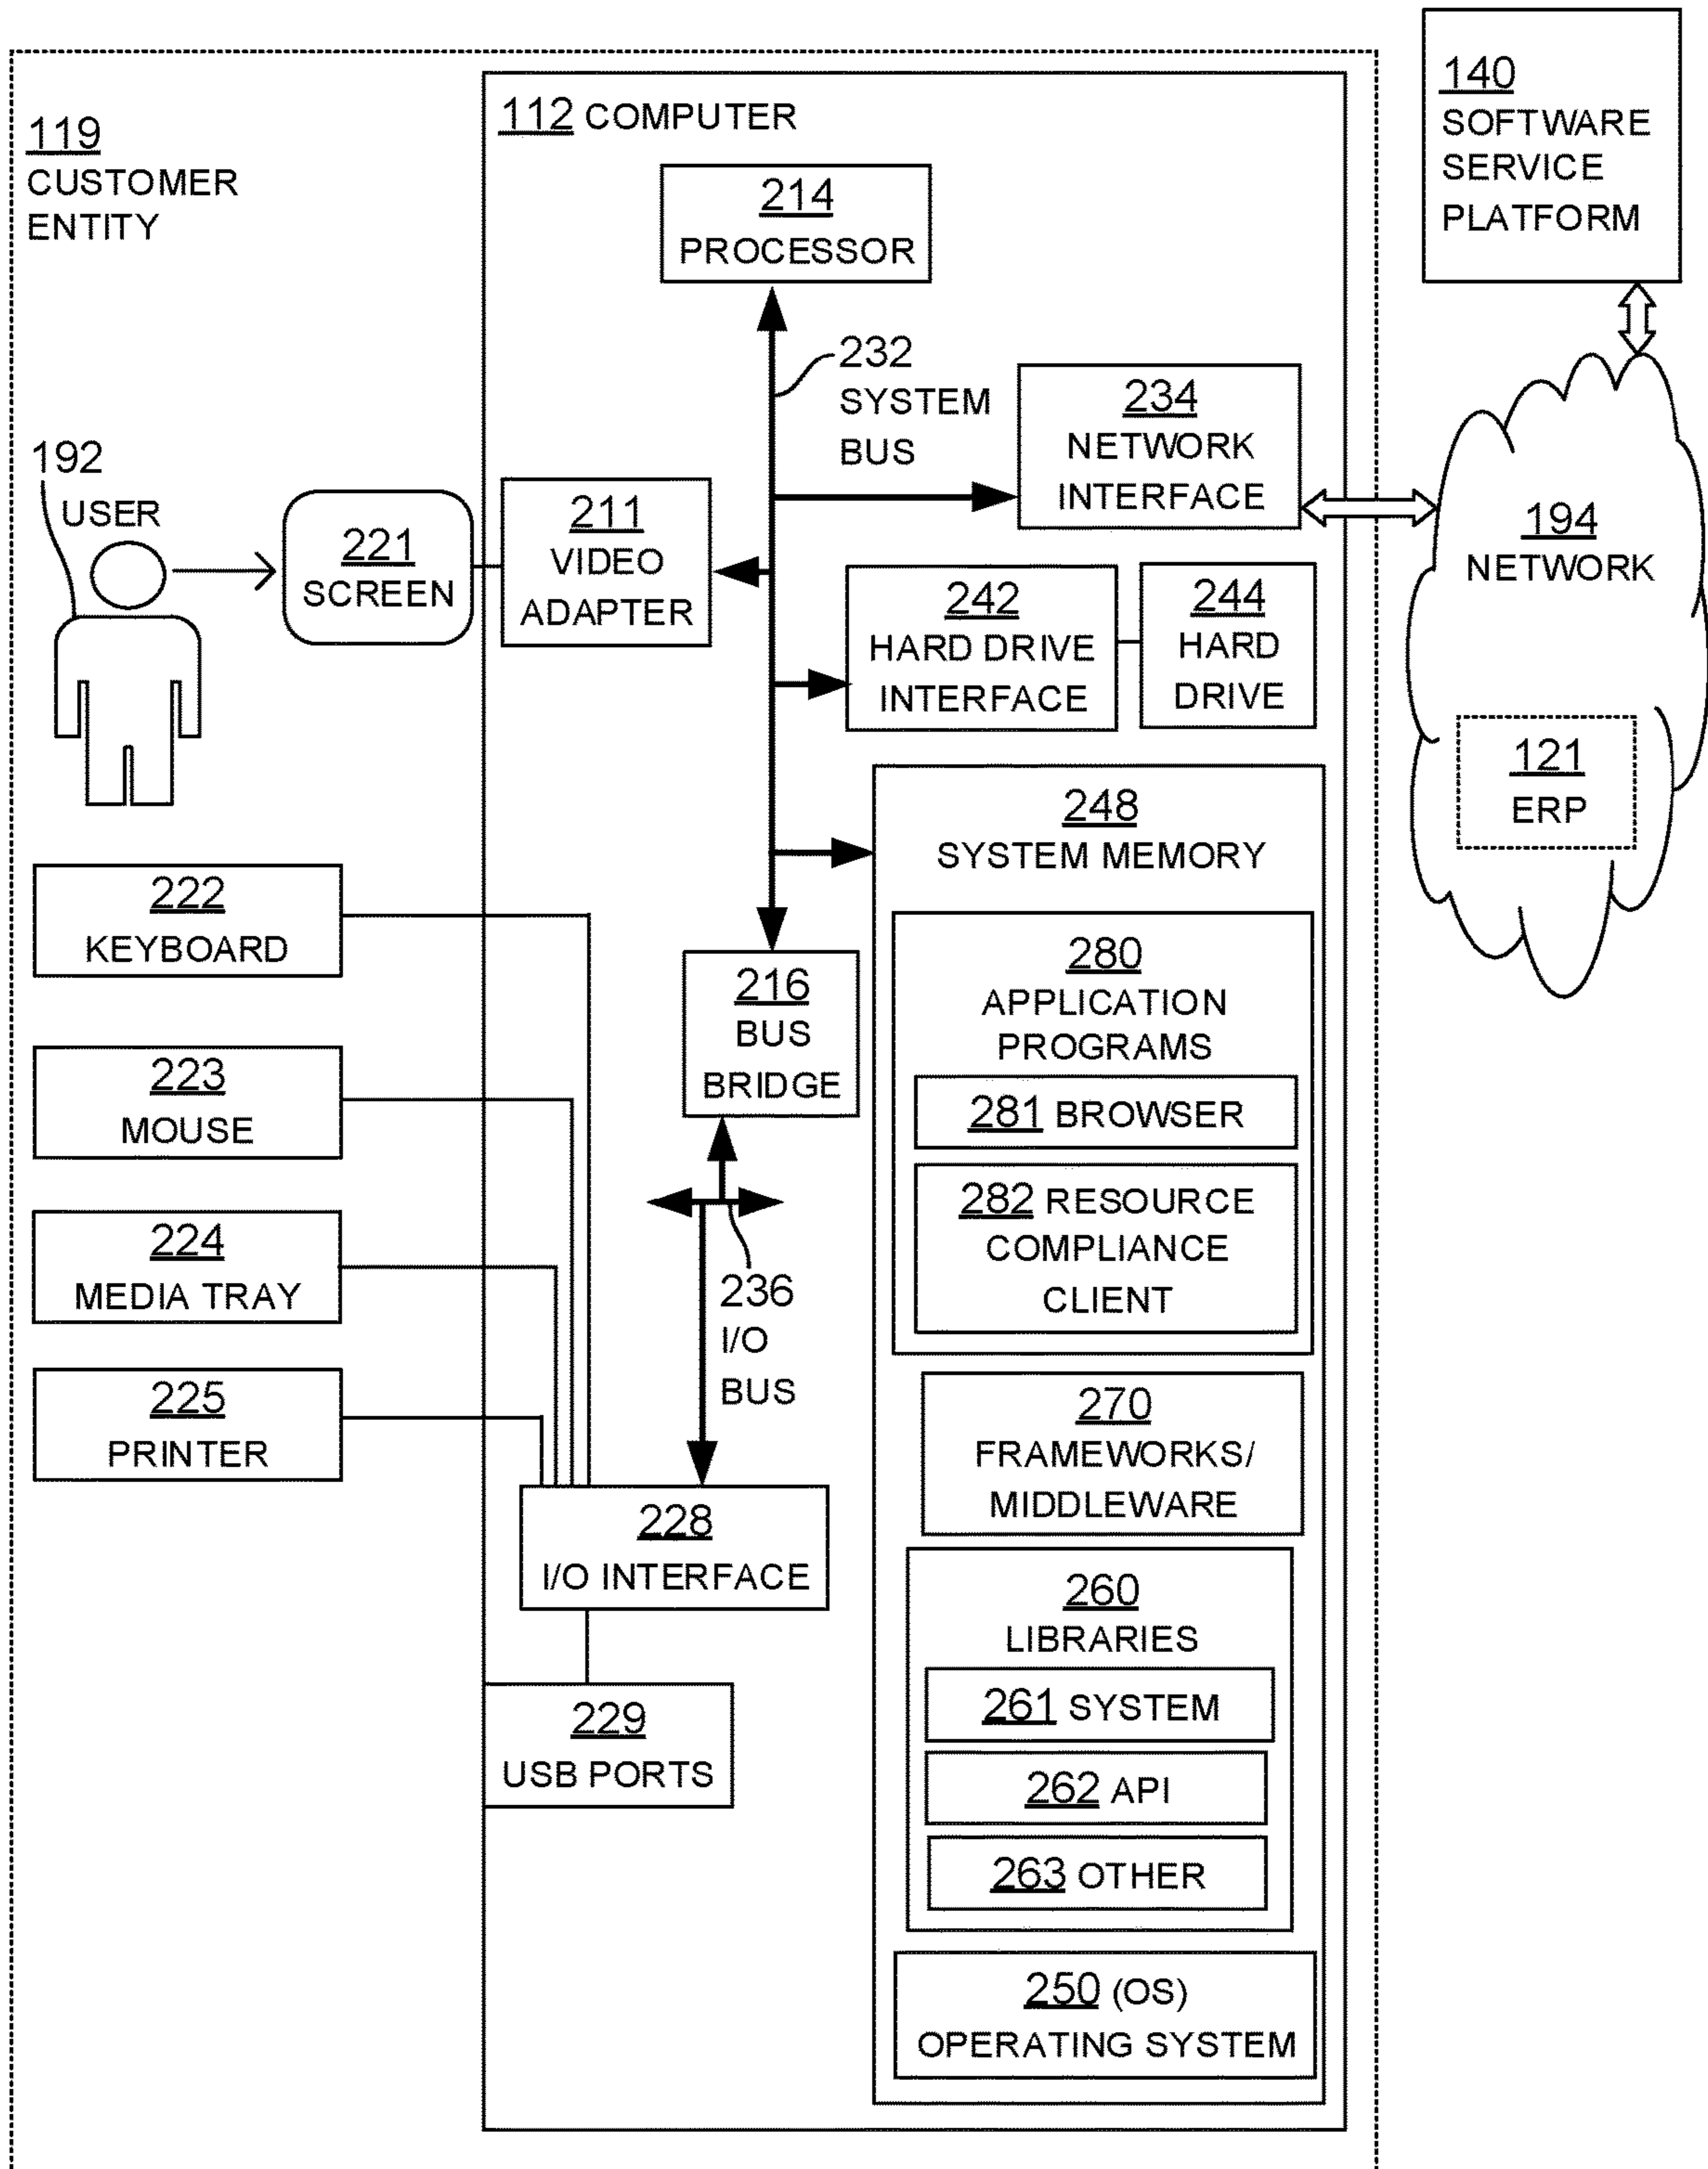 119
CUSTOMER
ENTITY
112 COMPUTER
140
SOFTWARE
SERVICE
PLATFORM
214
PROCESSOR
232
SYSTEM
BUS
234
NETWORK
INTERFACE
192
USER
221
SCREEN
211
VIDEO
ADAPTER
242
HARD DRIVE
INTERFACE
244
HARD
DRIVE
194
NETWORK
121
ERP
248
SYSTEM MEMORY
222
KEYBOARD
223
MOUSE
224
MEDIA TRAY
225
PRINTER
216
BUS
BRIDGE
236
I/O
BUS
228
I/O INTERFACE
229
USB PORTS
280
APPLICATION
PROGRAMS
281 BROWSER
282 RESOURCE
COMPLIANCE
CLIENT
270
FRAMEWORKS/
MIDDLEWARE
260
LIBRARIES
261 SYSTEM
262 API
263 OTHER
250 (OS)
OPERATING SYSTEM